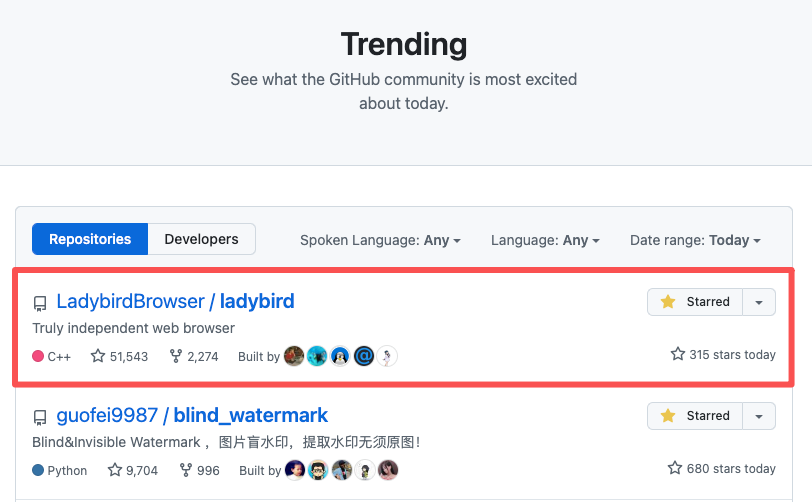 Trending
See what the GitHub community is most excited
about today.
Repositories Developers Spoken Language: Any Language: Any Date range: Today
LadybirdBrowser / ladybird Starred
Truly independent web browser
C++ 51,543 2,274 Built by 315 stars today
guofei9987 / blind_watermark Starred
Blind&Invisible Watermark ，图片盲水印，提取水印无须原图！
Python 9,704 996 Built by 680 stars today